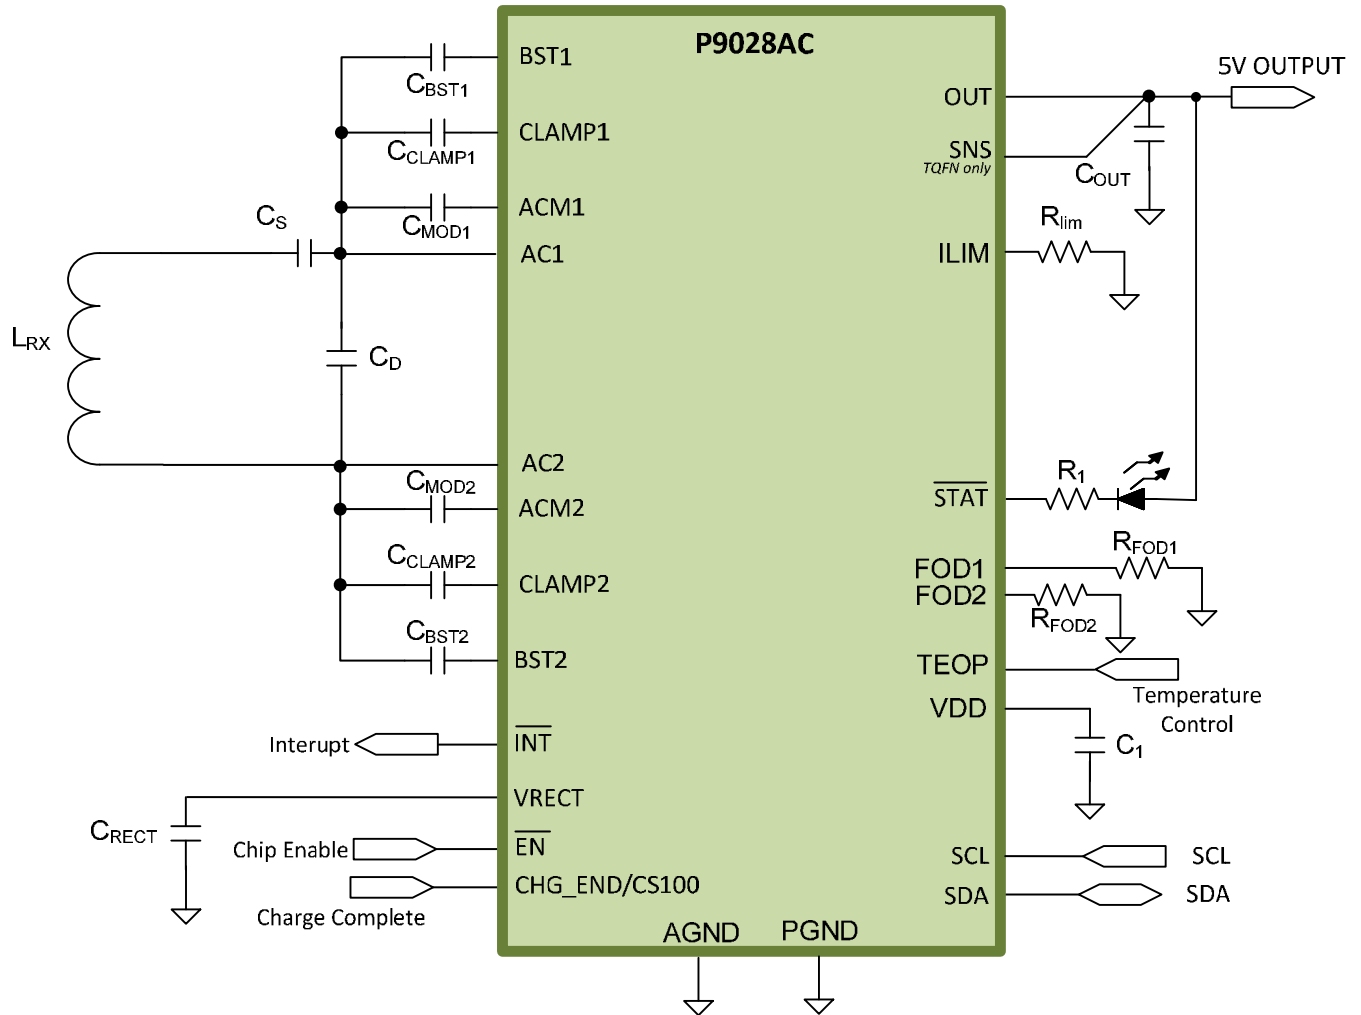 P9028AC
BST1
CBST1
CLAMP1
CCLAMP1
ACM1
CMOD1
CS
AC1
LRX
CD
AC2
CMOD2
ACM2
CCLAMP2
CLAMP2
CBST2
BST2
Interupt
INT
VRECT
CRECT
Chip Enable
EN
CHG_END/CS100
Charge Complete
AGND
PGND
5V OUTPUT
OUT
SNS
TQFN only
COUT
Rlim
ILIM
R1
STAT
RFOD1
FOD1
FOD2
RFOD2
TEOP
Temperature
Control
VDD
C1
SCL
SCL
SDA
SDA